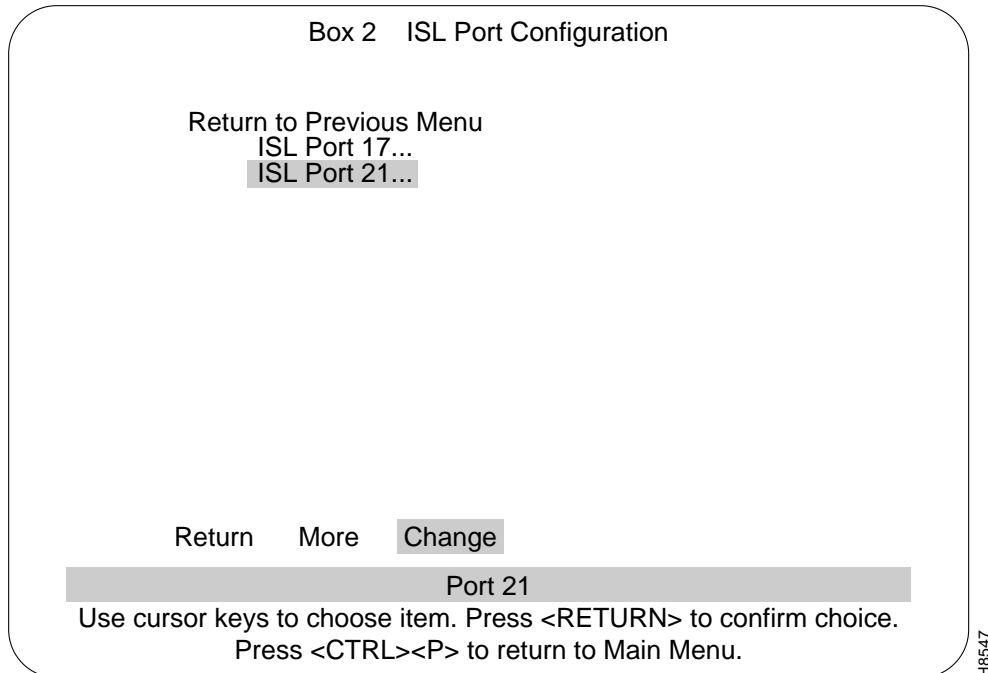 Box 2 ISL Port Configuration
Return to Previous Menu
ISL Port 17...
ISL Port 21...
Return More Change
Port 21
Use cursor keys to choose item. Press <RETURN> to confirm choice.
Press <CTRL><P> to return to Main Menu.
H8547